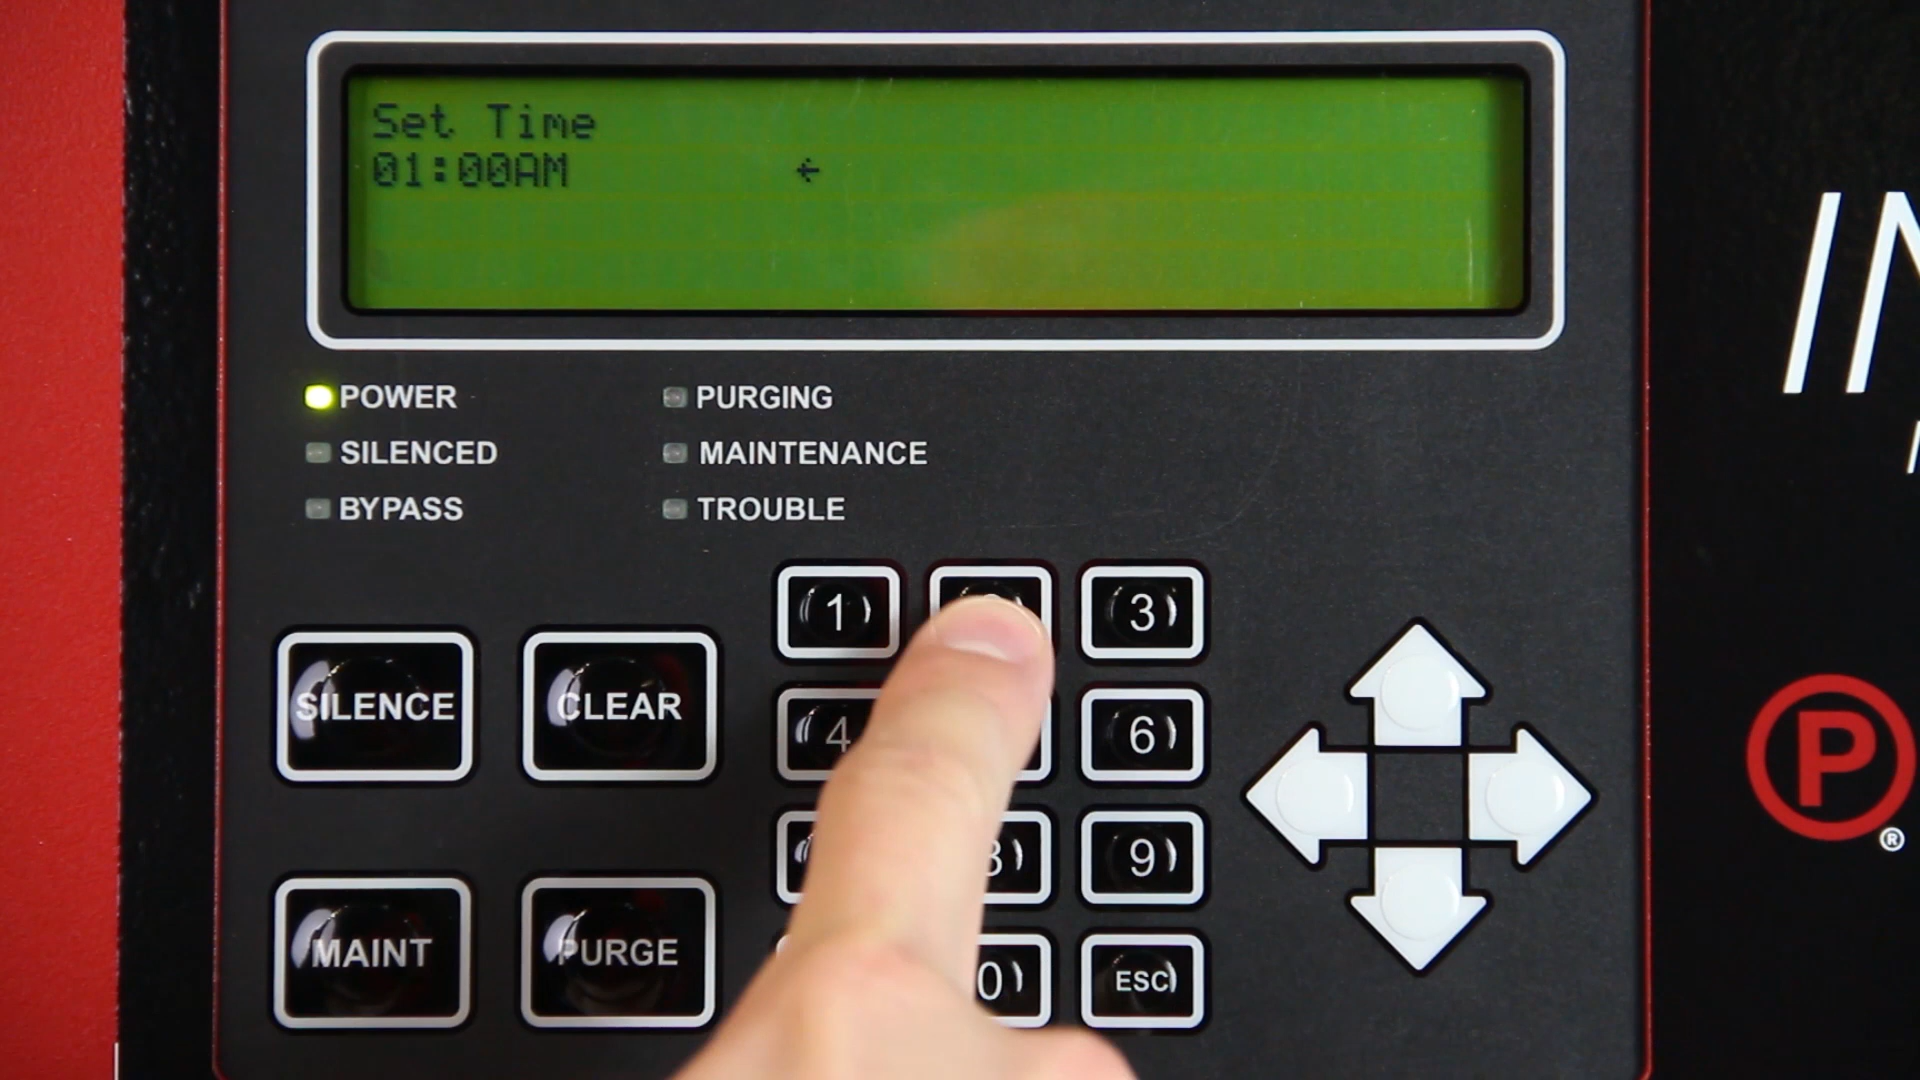 Set Time
01:00AM ←
POWER PURGING
SILENCED MAINTENANCE
BYPASS TROUBLE
1 3
SILENCE CLEAR 4 6
9
MAINT PURGE 0 ESC
P
®